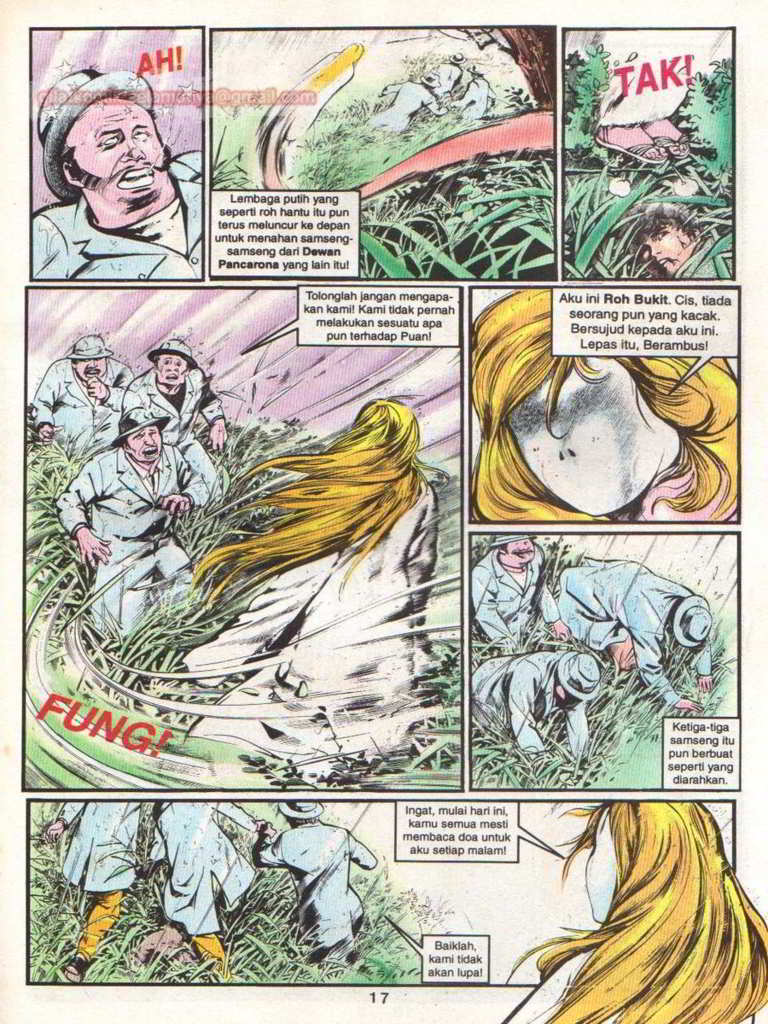 AH!
Lembaga putih yang
seperti roh hantu itu pun
terus meluncur ke depan
untuk menahan samseng-
samseng dari Dewan
Pancarona yang lain itu!
TAK!
Tolonglah jangan mengapa-
kan kami! Kami tidak pernah
melakukan sesuatu apa
pun terhadap Puan!
FUNG!
Aku ini Roh Bukit. Cis, tiada
seorang pun yang kacak.
Bersujud kepada aku ini.
Lepas itu, Berambus!
Ketiga-tiga
samseng itu
pun berbuat
seperti yang
diarahkan.
Ingat, mulai hari ini,
kamu semua mesti
membaca doa untuk
aku setiap malam!
Baiklah,
kami tidak
akan lupa!
17